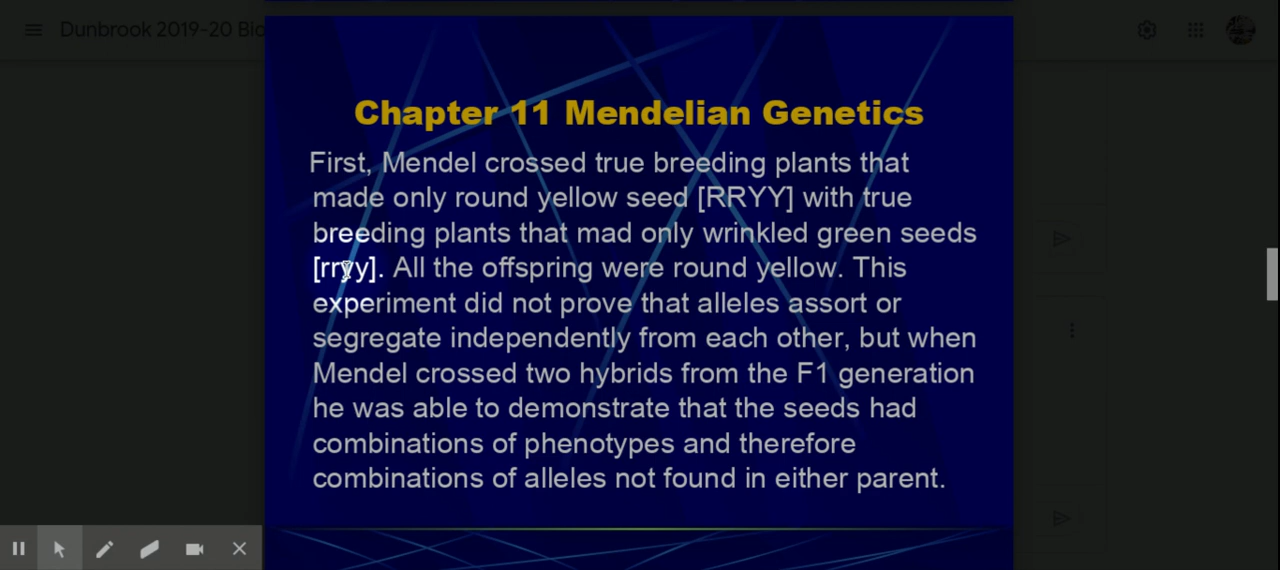 Dunbrook 2019-20 Bio
Chapter 11 Mendelian Genetics
First, Mendel crossed true breeding plants that
made only round yellow seed [RRYY] with true
breeding plants that mad only wrinkled green seeds
[rryy]. All the offspring were round yellow. This
experiment did not prove that alleles assort or
segregate independently from each other, but when
Mendel crossed two hybrids from the F1 generation
he was able to demonstrate that the seeds had
combinations of phenotypes and therefore
combinations of alleles not found in either parent.